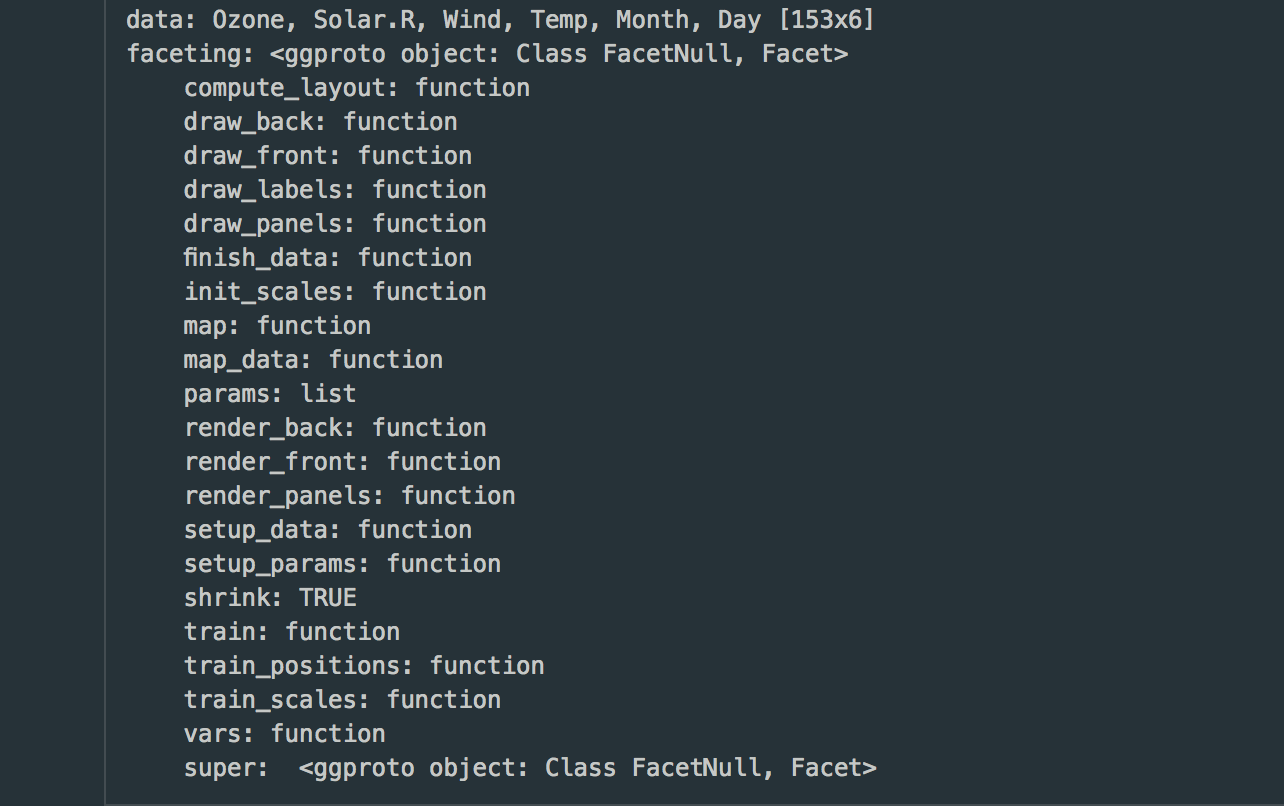 data: Ozone, Solar.R, Wind, Temp, Month, Day [153x6]
faceting: <ggproto object: Class FacetNull, Facet>
    compute_layout: function
    draw_back: function
    draw_front: function
    draw_labels: function
    draw_panels: function
    finish_data: function
    init_scales: function
    map: function
    map_data: function
    params: list
    render_back: function
    render_front: function
    render_panels: function
    setup_data: function
    setup_params: function
    shrink: TRUE
    train: function
    train_positions: function
    train_scales: function
    vars: function
    super:  <ggproto object: Class FacetNull, Facet>